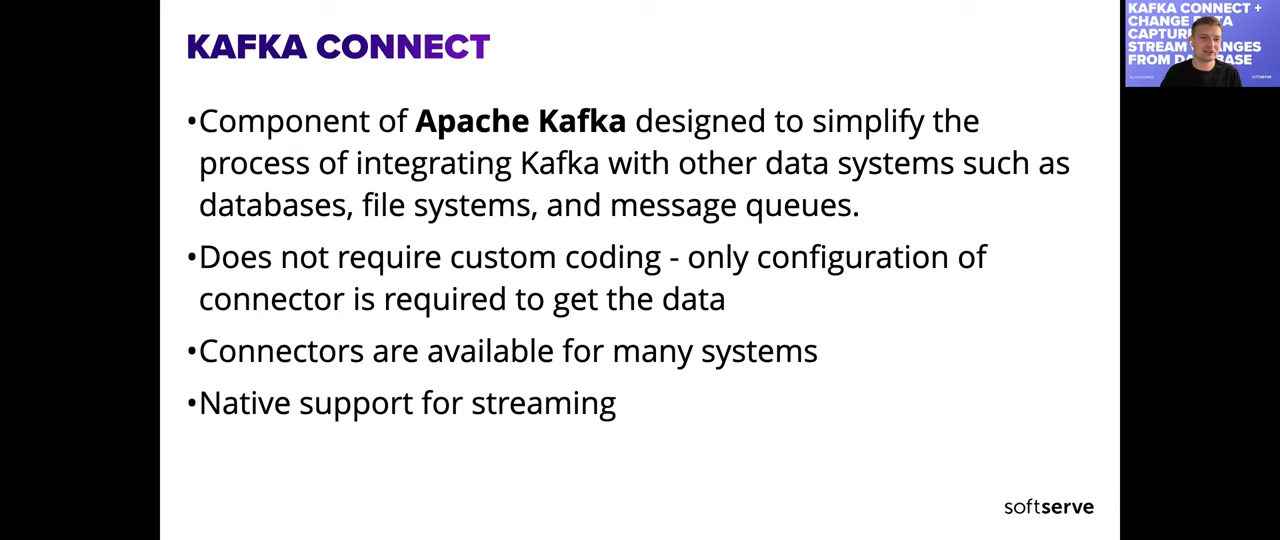 KAFKA CONNECT
•Component of Apache Kafka designed to simplify the
process of integrating Kafka with other data systems such as
databases, file systems, and message queues.
•Does not require custom coding - only configuration of
connector is required to get the data
•Connectors are available for many systems
•Native support for streaming
softserve
KAFKA CONNECT +
CHANGE
CAPTURE
STREAM
FROM
softserve